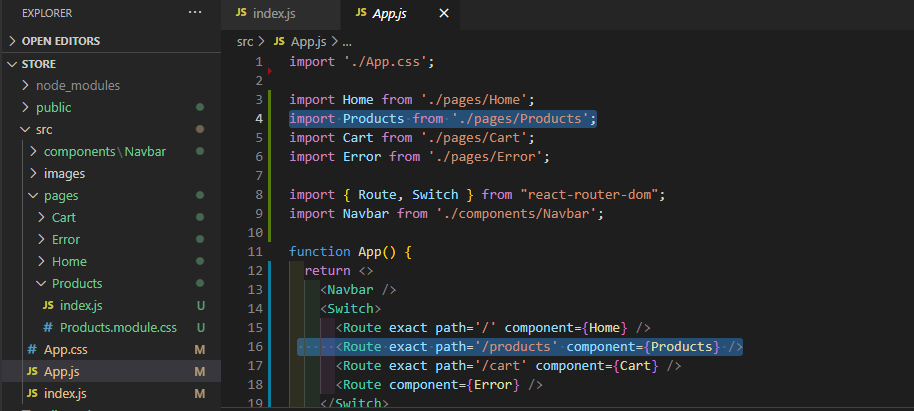 EXPLORER
···
JS index.js
JS App.js ×
OPEN EDITORS
src > JS App.js > ...
STORE
node_modules
public
src
components \ Navbar
images
pages
Cart
Error
Home
Products
JS index.js U
# Products.module.css U
# App.css M
JS App.js M
JS index.js M
1 import './App.css';
2
3 import Home from './pages/Home';
4 import Products from './pages/Products';
5 import Cart from './pages/Cart';
6 import Error from './pages/Error';
7
8 import { Route, Switch } from "react-router-dom";
9 import Navbar from './components/Navbar';
10
11 function App() {
12 return <>
13 <Navbar />
14 <Switch>
15 <Route exact path='/' component={Home} />
16 <Route exact path='/products' component={Products} />
17 <Route exact path='/cart' component={Cart} />
18 <Route component={Error} />
19 </Switch>